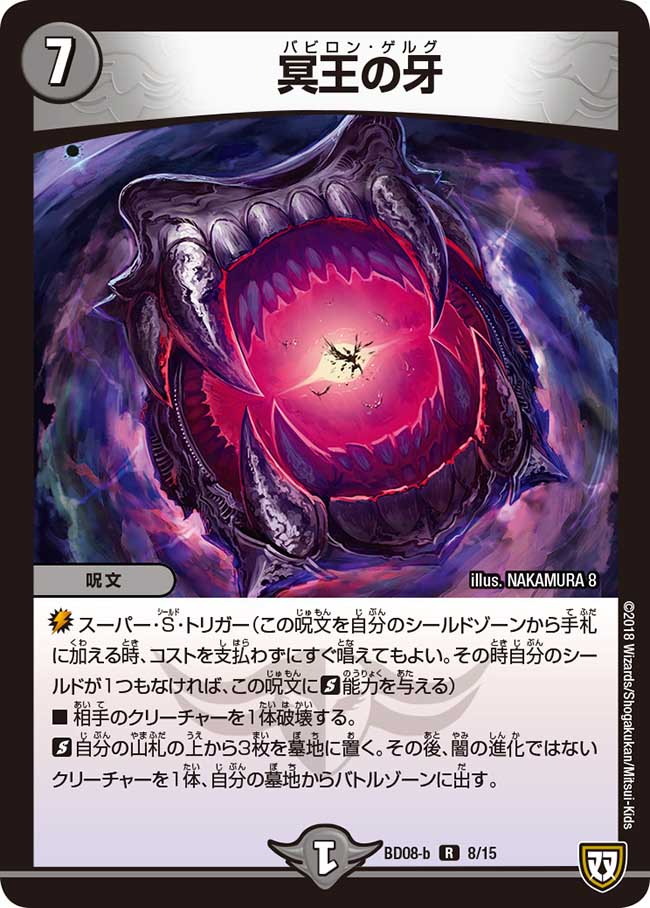 7
バビロン・ゲルグ
冥王の牙
呪文
illus. NAKAMURA 8
スーパー・S・トリガー(この呪文を自分のシールドゾーンから手札
に加える時、コストを支払わずにすぐ唱えてもよい。その時自分のシー
ルドが1つもなければ、この呪文にS能力を与える)
■ 相手のクリーチャーを1体破壊する。
S自分の山札の上から3枚を墓地に置く。その後、闇の進化ではない
クリーチャーを1体、自分の墓地からバトルゾーンに出す。
©2018 Wizards/Shogakukan/Mitsui-Kids
1
BD08-b R 8/15